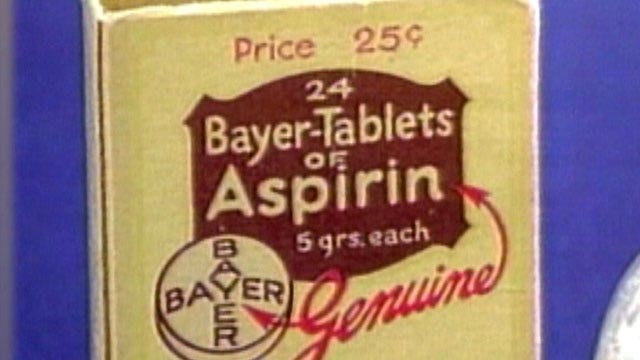 Price 25¢
24
Bayer-Tablets
OF
Aspirin
5 grs. each
BAYER
BAYER
Genuine